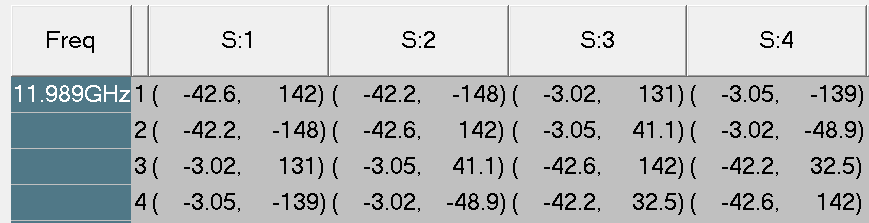 Freq S:1 S:2 S:3 S:4
11.989GHz 1 ( -42.6, 142) ( -42.2, -148) ( -3.02, 131) ( -3.05, -139)
2 ( -42.2, -148) ( -42.6, 142) ( -3.05, 41.1) ( -3.02, -48.9)
3 ( -3.02, 131) ( -3.05, 41.1) ( -42.6, 142) ( -42.2, 32.5)
4 ( -3.05, -139) ( -3.02, -48.9) ( -42.2, 32.5) ( -42.6, 142)